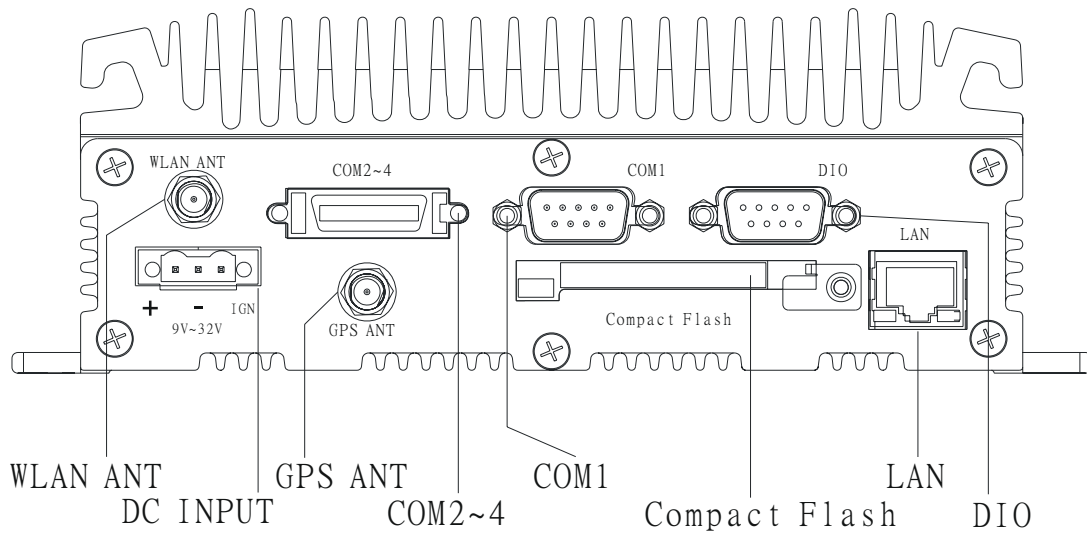 WLAN ANT
COM2~4
COM1
DIO
LAN
+ - IGN
9V~32V
GPS ANT
Compact Flash
WLAN ANT
GPS ANT
COM1
LAN
DC INPUT
COM2~4
Compact Flash
DIO